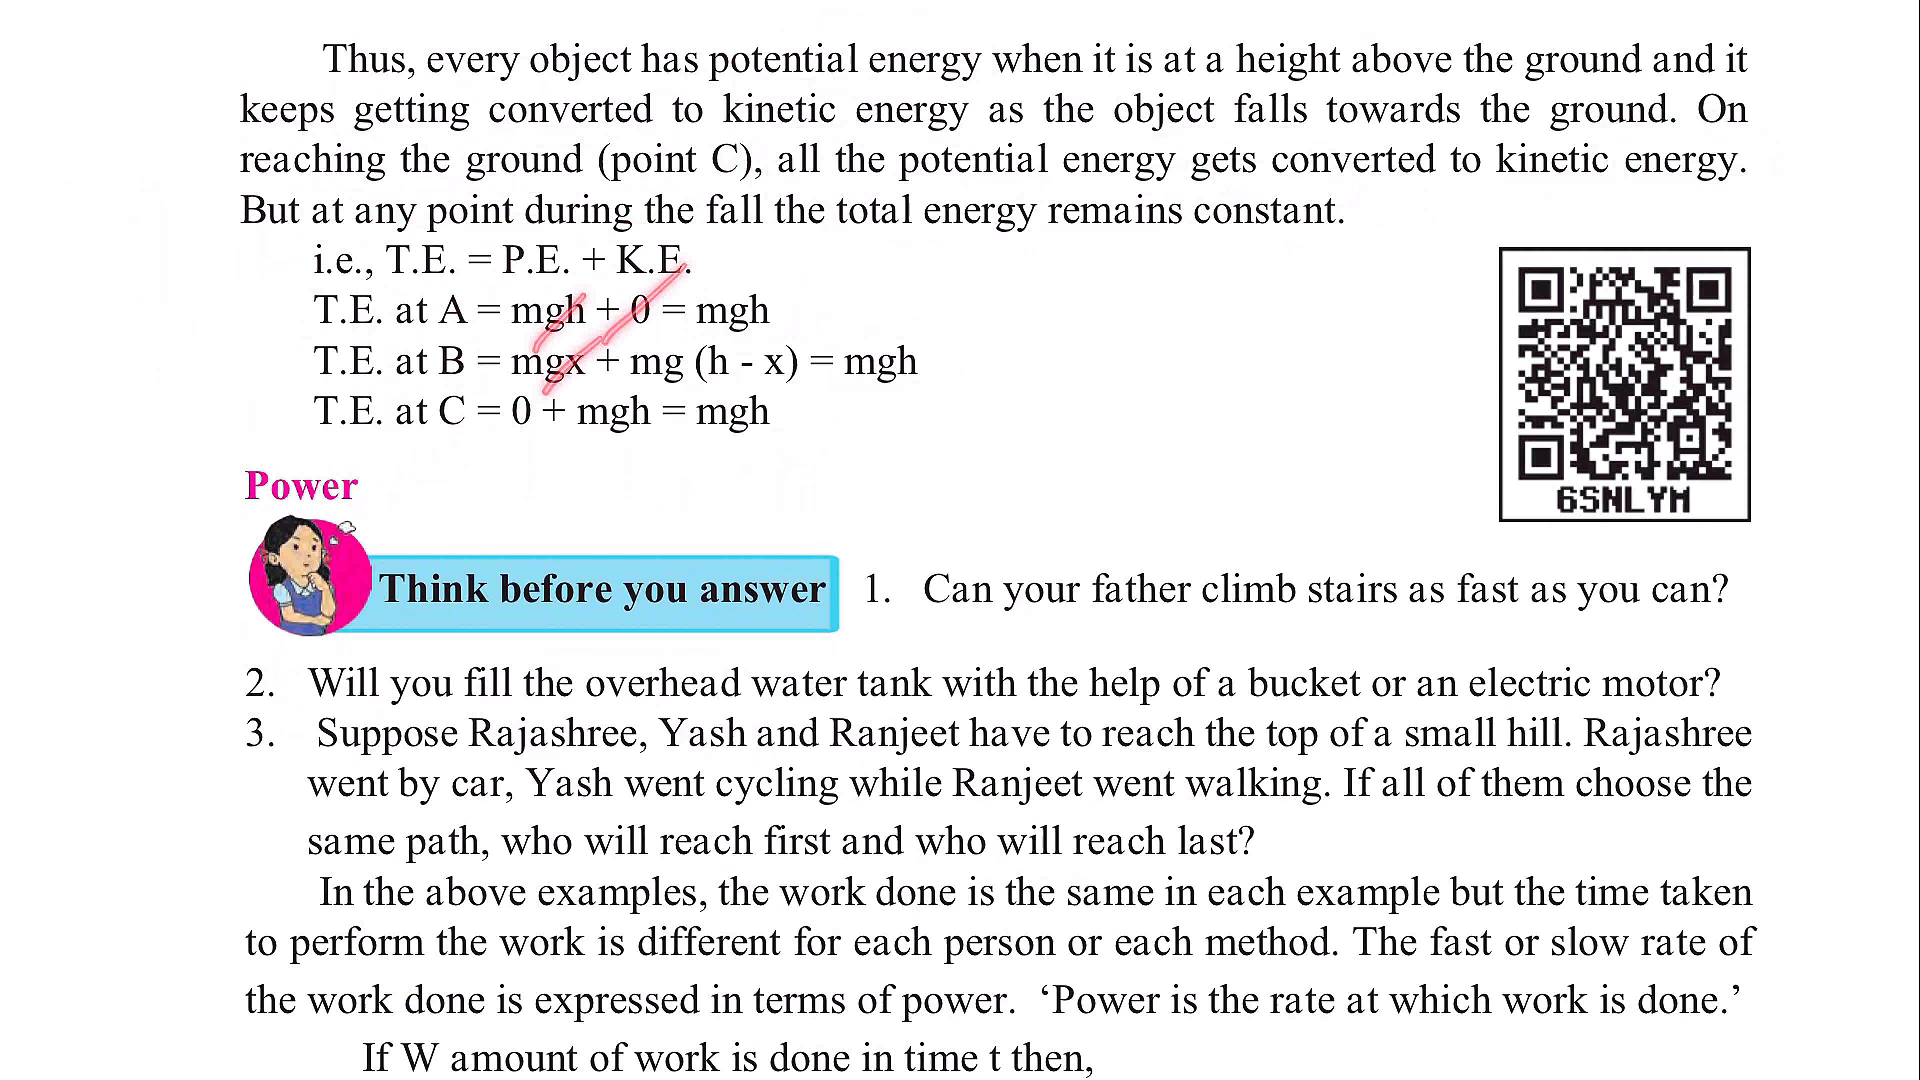 Thus, every object has potential energy when it is at a height above the ground and it
keeps getting converted to kinetic energy as the object falls towards the ground. On
reaching the ground (point C), all the potential energy gets converted to kinetic energy.
But at any point during the fall the total energy remains constant.
i.e., T.E. = P.E. + K.E.
T.E. at A = mgh + 0 = mgh
T.E. at B = mgx + mg (h - x) = mgh
T.E. at C = 0 + mgh = mgh
6SNLYM
Power
Think before you answer 1. Can your father climb stairs as fast as you can?
2. Will you fill the overhead water tank with the help of a bucket or an electric motor?
3. Suppose Rajashree, Yash and Ranjeet have to reach the top of a small hill. Rajashree
went by car, Yash went cycling while Ranjeet went walking. If all of them choose the
same path, who will reach first and who will reach last?
In the above examples, the work done is the same in each example but the time taken
to perform the work is different for each person or each method. The fast or slow rate of
the work done is expressed in terms of power. ‘Power is the rate at which work is done.’
If W amount of work is done in time t then,